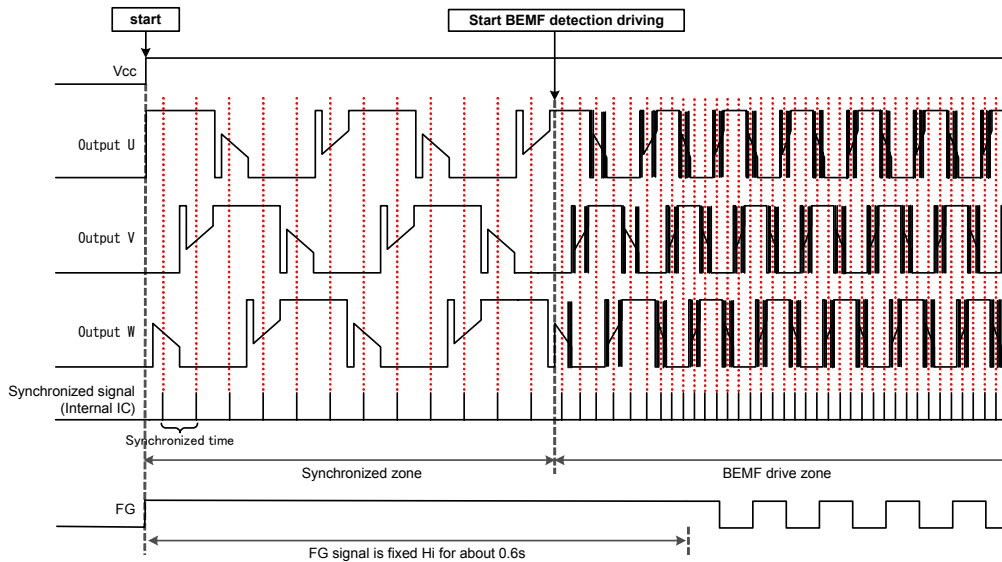 start
Start BEMF detection driving
Vcc
Output U
Output V
Output W
Synchronized signal
(Internal IC)
Synchronized time
Synchronized zone
BEMF drive zone
FG
FG signal is fixed Hi for about 0.6s